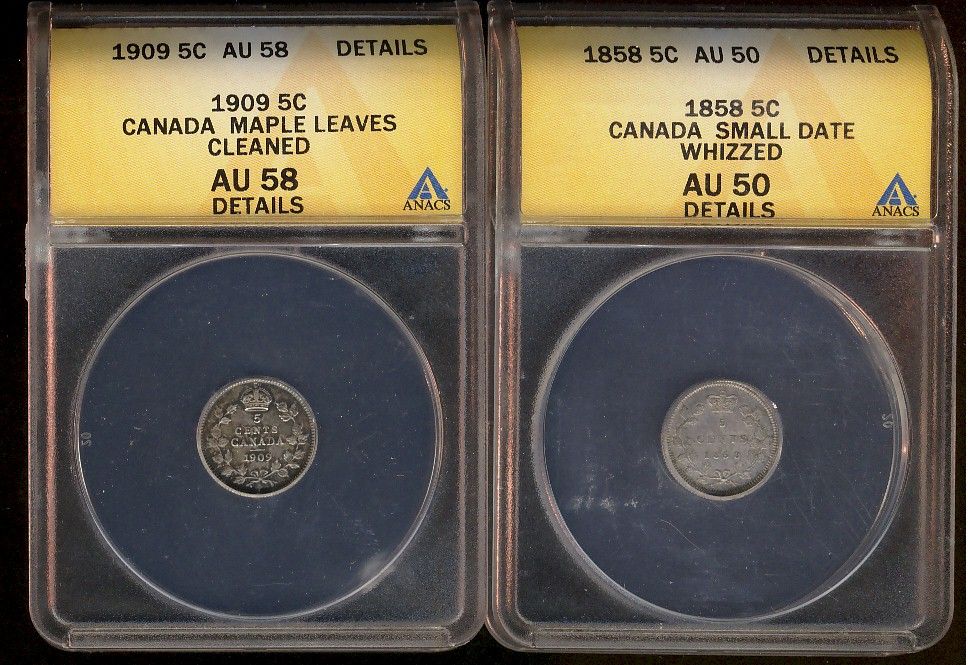 1909 5C AU 58 DETAILS
1909 5C
CANADA MAPLE LEAVES
CLEANED
AU 58
DETAILS
ANACS
5
CENTS
CANADA
1909
1858 5C AU 50 DETAILS
1858 5C
CANADA SMALL DATE
WHIZZED
AU 50
DETAILS
ANACS
5
CENTS